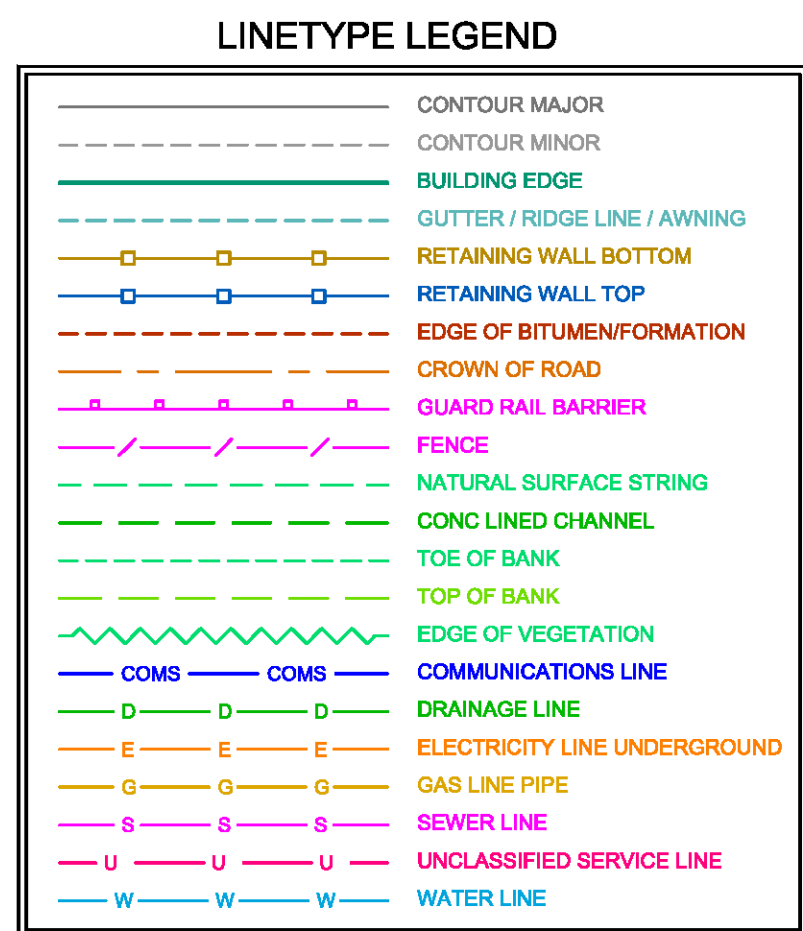 LINETYPE LEGEND
CONTOUR MAJOR
CONTOUR MINOR
BUILDING EDGE
GUTTER / RIDGE LINE / AWNING
RETAINING WALL BOTTOM
RETAINING WALL TOP
EDGE OF BITUMEN/FORMATION
CROWN OF ROAD
GUARD RAIL BARRIER
FENCE
NATURAL SURFACE STRING
CONC LINED CHANNEL
TOE OF BANK
TOP OF BANK
EDGE OF VEGETATION
COMS COMS COMMUNICATIONS LINE
D D D DRAINAGE LINE
E E E ELECTRICITY LINE UNDERGROUND
G G G GAS LINE PIPE
S S S SEWER LINE
U U U UNCLASSIFIED SERVICE LINE
W W W WATER LINE